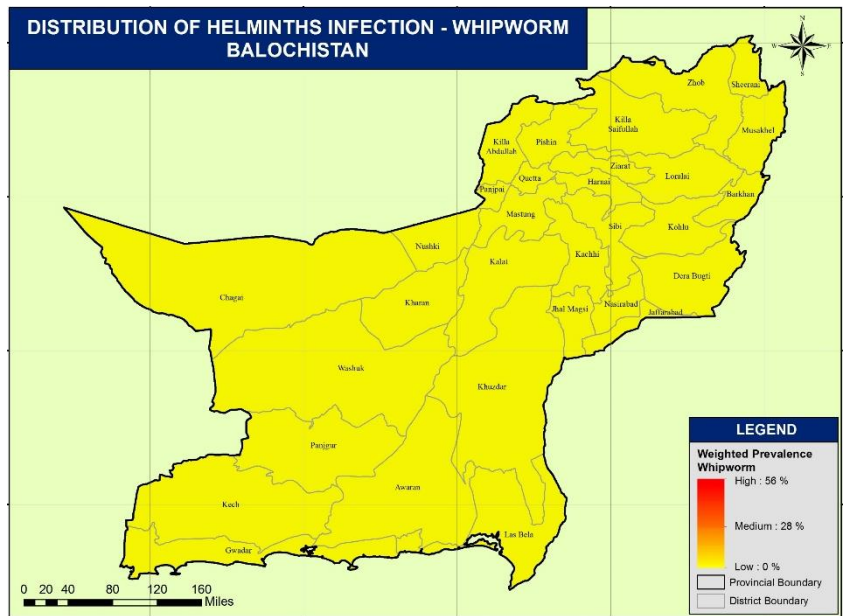 DISTRIBUTION OF HELMINTHS INFECTION - WHIPWORM
BALOCHISTAN
N
W
E
S
Zhob
Sheerani
Killa
Saifollah
Musakhel
Killa
Abdullah
Pishin
Ziarat
Loralai
Quetta
Harnai
Panjpai
Barkhan
Mastung
Sibi
Kohlu
Nushki
Kalat
Kachhi
Dera Bugti
Chagai
Kharan
Jhal Magsi
Nasirabad
Jaffarabad
Washuk
Khuzdar
Panjgur
Awaran
Kech
Las Bela
Gwadar
LEGEND
Weighted Prevalence
Whipworm
High : 56 %
Medium : 28 %
Low : 0 %
Provincial Boundary
District Boundary
0 20 40 80 120 160
Miles